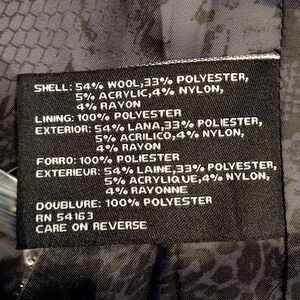 SHELL: 54% WOOL,33% POLYESTER,
5% ACRYLIC,4% NYLON,
4% RAYON
LINING: 100% POLYESTER
EXTERIOR: 54% LANA,33% POLIESTER,
5% ACRILICO,4% NYLON,
4% RAYON
FORRO: 100% POLIESTER
EXTERIEUR: 54% LAINE,33% POLYESTER,
5% ACRYLIQUE,4% NYLON,
4% RAYONNE
DOUBLURE: 100% POLYESTER
RN 54163
CARE ON REVERSE